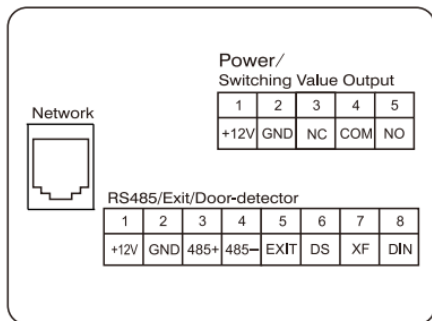 Power/
Switching Value Output
1 2 3 4 5
+12V GND NC COM NO
Network
RS485/Exit/Door-detector
1 2 3 4 5 6 7 8
+12V GND 485+ 485− EXIT DS XF DIN